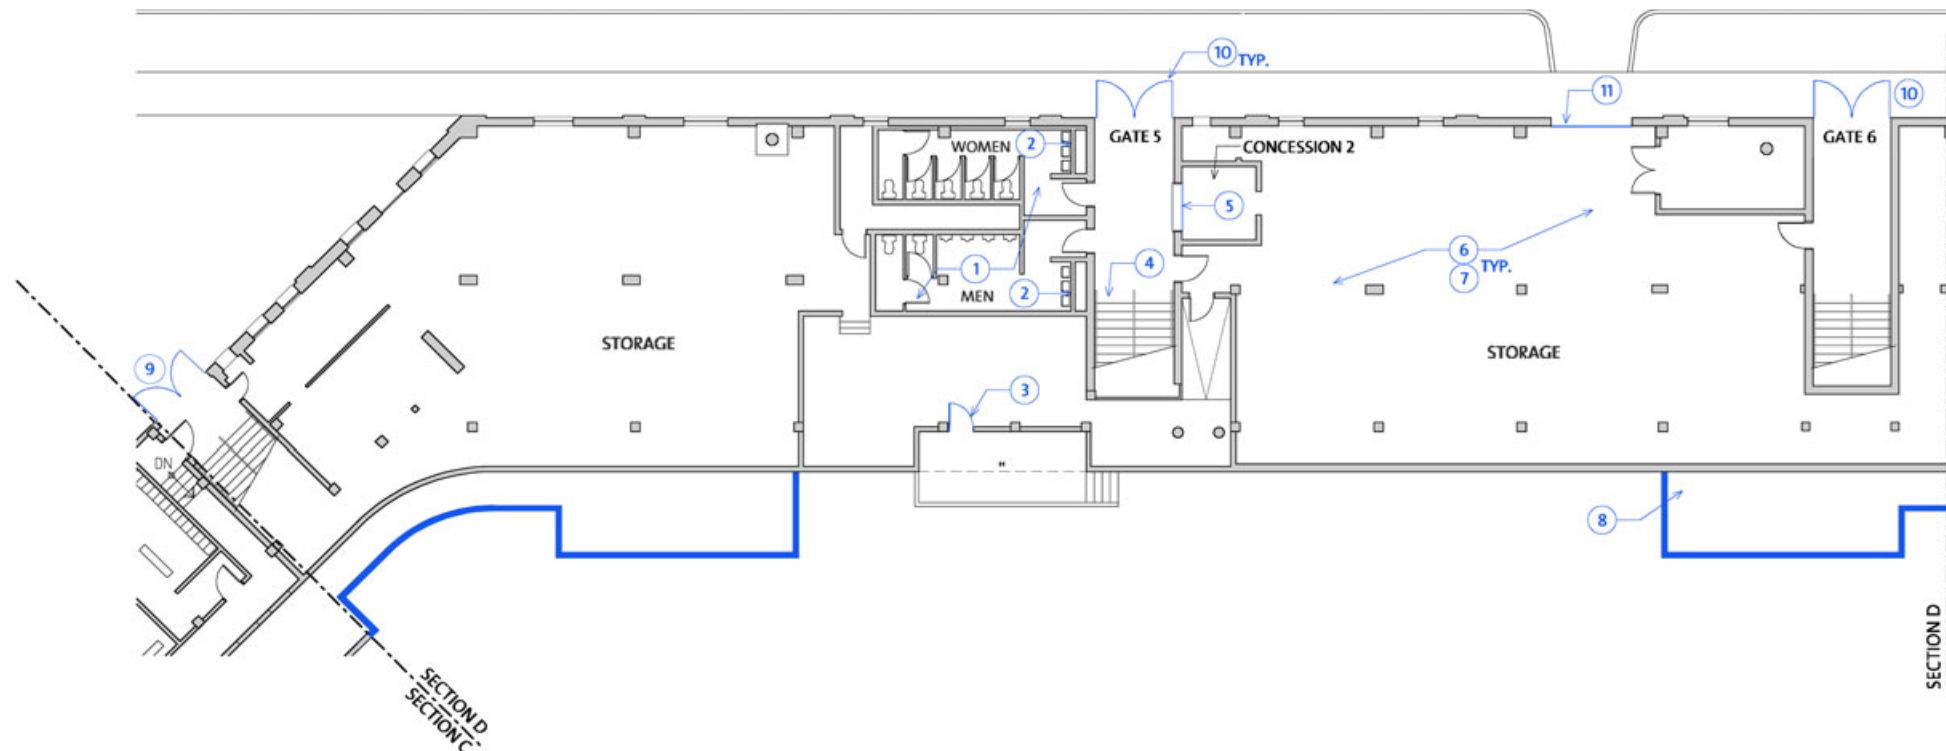 10 TYP.
11
10
WOMEN
2
GATE 5
CONCESSION 2
GATE 6
5
1
4
6
TYP.
7
MEN
2
STORAGE
STORAGE
9
3
DN
H
8
SECTION D
SECTION C
SECTION D